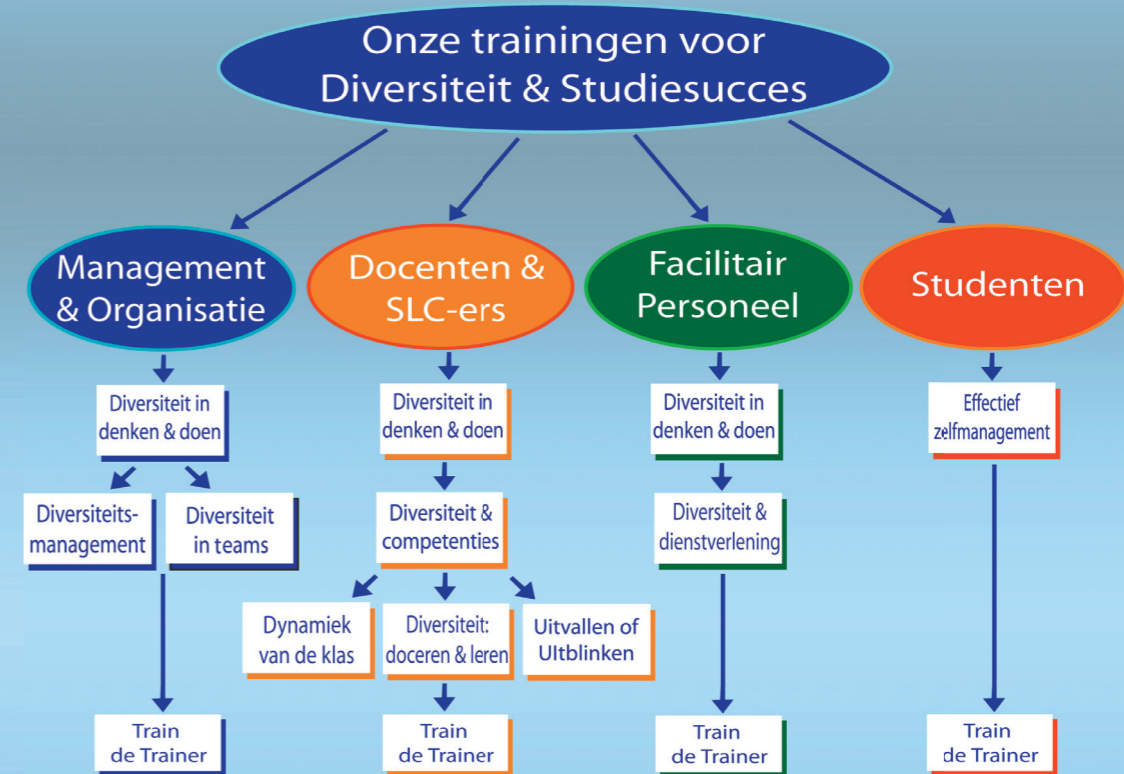 Onze trainingen voor
Diversiteit & Studiesucces
Management
& Organisatie
Docenten &
SLC-ers
Facilitair
Personeel
Studenten
Diversiteit in
denken & doen
Diversiteit in
denken & doen
Diversiteit in
denken & doen
Effectief
zelfmanagement
Diversiteits-
management
Diversiteit
in teams
Diversiteit &
competenties
Diversiteit &
dienstverlening
Dynamiek
van de klas
Diversiteit:
doceren & leren
Uitvallen of
UItblinken
Train
de Trainer
Train
de Trainer
Train
de Trainer
Train
de Trainer